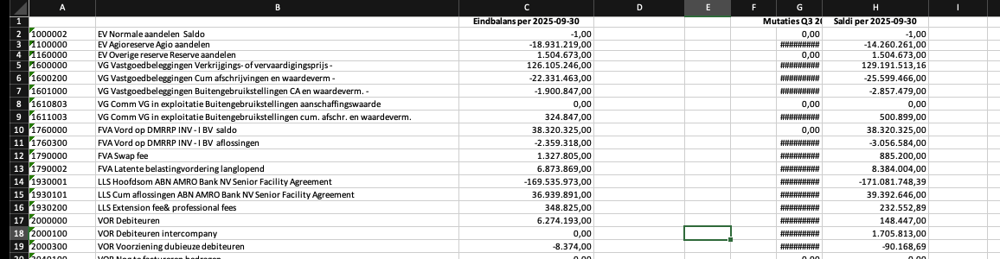 A B C D E F G H I
1 Eindbalans per 2025-09-30 Mutaties Q3 2 Saldi per 2025-09-30
2 1000002 EV Normale aandelen Saldo -1,00 0,00 -1,00
3 1100000 EV Agioreserve Agio aandelen -18.931.219,00 ######### -14.260.261,00
4 1160000 EV Overige reserve Reserve aandelen 1.504.673,00 0,00 1.504.673,00
5 1600000 VG Vastgoedbeleggingen Verkrijgings- of vervaardigingsprijs - 126.105.246,00 ######### 129.191.513,16
6 1600200 VG Vastgoedbeleggingen Cum afschrijvingen en waardeverm - -22.331.463,00 ######### -25.599.466,00
7 1601000 VG Vastgoedbeleggingen Buitengebruikstellingen CA en waardeverm. - -1.900.847,00 ######### -2.857.479,00
8 1610803 VG Comm VG in exploitatie Buitengebruikstellingen aanschaffingswaarde 0,00 0,00 0,00
9 1611003 VG Comm VG in exploitatie Buitengebruikstellingen cum. afschr. en waardeverm. 324.847,00 ######### 500.899,00
10 1760000 FVA Vord op DMRRP INV - I BV saldo 38.320.325,00 0,00 38.320.325,00
11 1760300 FVA Vord op DMRRP INV - I BV aflossingen -2.359.318,00 ######### -3.056.584,00
12 1790000 FVA Swap fee 1.327.805,00 ######### 885.200,00
13 1790002 FVA Latente belastingvordering langlopend 6.873.869,00 ######### 8.384.004,00
14 1930001 LLS Hoofdsom ABN AMRO Bank NV Senior Facility Agreement -169.535.973,00 ######### -171.081.748,39
15 1930101 LLS Cum aflossingen ABN AMRO Bank NV Senior Facility Agreement 36.939.891,00 ######### 39.392.646,00
16 1930200 LLS Extension fee& professional fees 348.825,00 ######### 232.552,89
17 2000000 VOR Debiteuren 6.274.193,00 ######### 148.447,00
18 2000100 VOR Debiteuren intercompany 0,00 ######### 1.705.813,00
19 2000300 VOR Voorziening dubieuze debiteuren -8.374,00 ######### -90.168,69